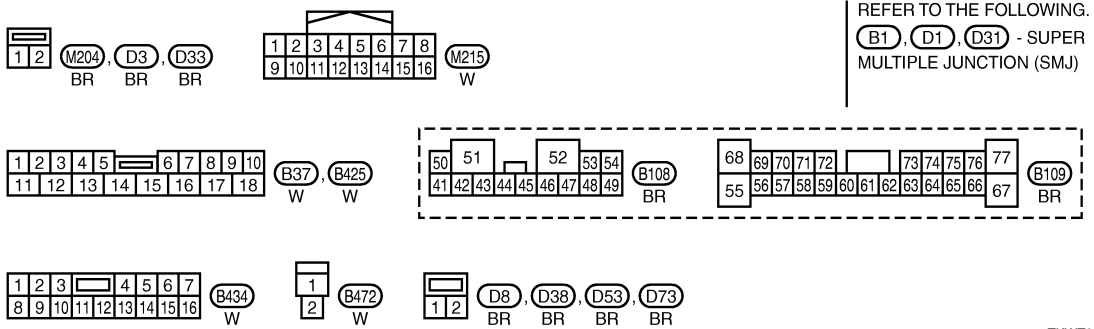 REFER TO THE FOLLOWING.
B1 , D1 , D31 - SUPER
MULTIPLE JUNCTION (SMJ)
1 2 M204 , D3 , D33
BR BR BR
1 2 3 4 5 6 7 8
9 10 11 12 13 14 15 16
M215
W
1 2 3 4 5 6 7 8 9 10
11 12 13 14 15 16 17 18
B37 , B425
W W
50 51 52 53 54
41 42 43 44 45 46 47 48 49
B108
BR
68 69 70 71 72 73 74 75 76 77
55 56 57 58 59 60 61 62 63 64 65 66 67
B109
BR
1 2 3 4 5 6 7
8 9 10 11 12 13 14 15 16
B434
W
1
2
B472
W
1 2
D8 , D38 , D53 , D73
BR BR BR BR